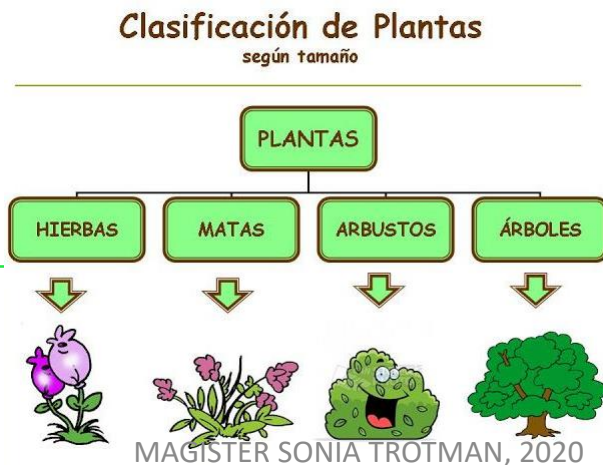 Clasificación de Plantas
según tamaño
PLANTAS
HIERBAS
MATAS
ARBUSTOS
ÁRBOLES
MAGISTER SONIA TROTMAN, 2020